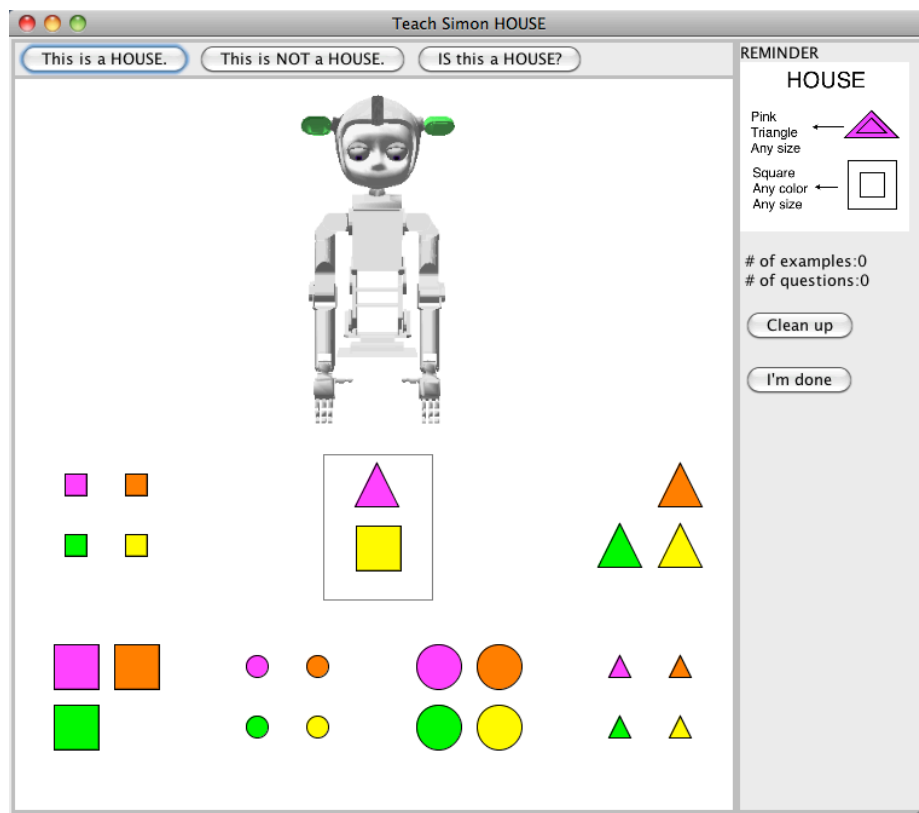 Teach Simon HOUSE
This is a HOUSE.
This is NOT a HOUSE.
IS this a HOUSE?
REMINDER
HOUSE
Pink
Triangle
Any size
Square
Any color
Any size
# of examples:0
# of questions:0
Clean up
I'm done